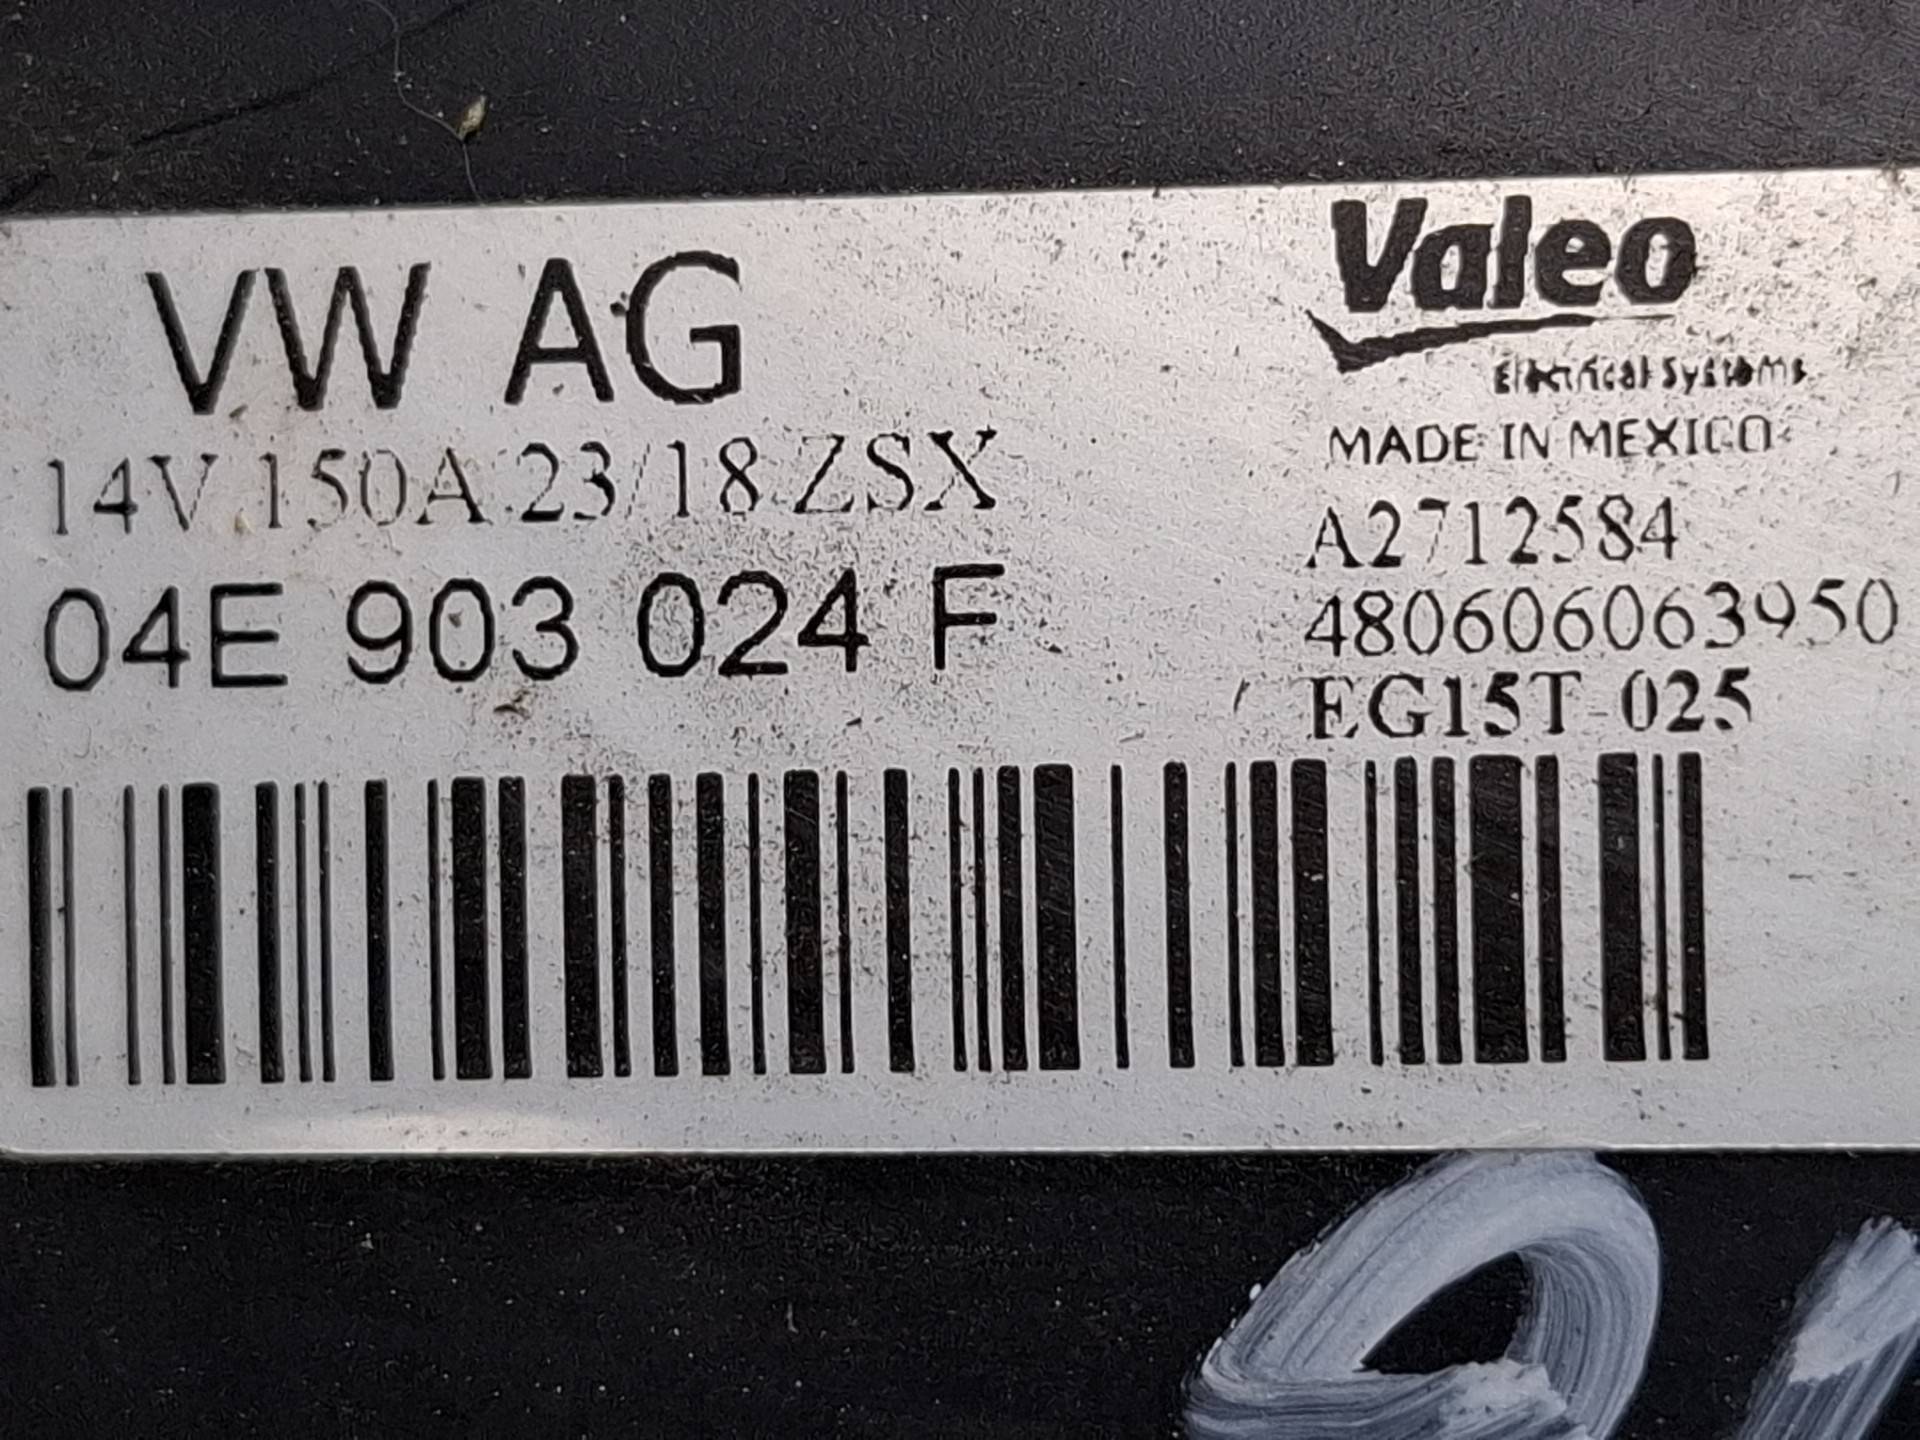 VW AG
14V 150A 23/18 ZSX
04E 903 024 F
Valeo
Electrical Systems
MADE IN MEXICO
A2712584
480606063950
EG15T-025